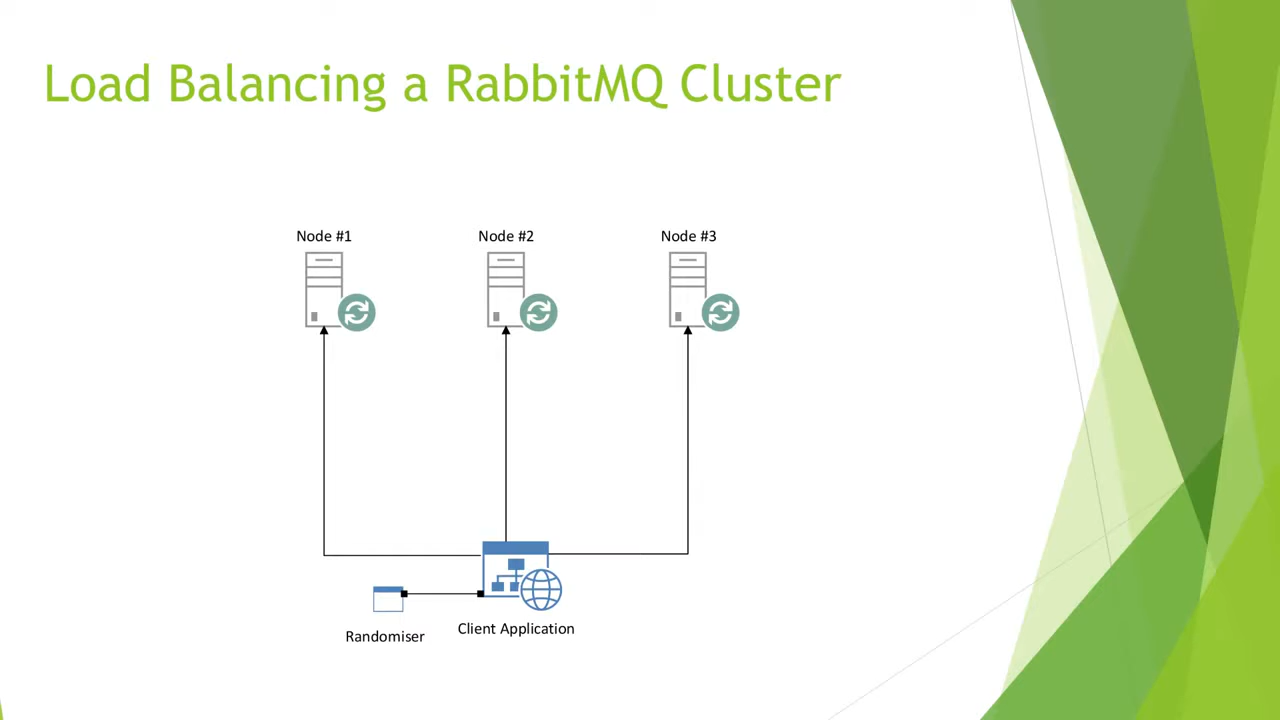 Load Balancing a RabbitMQ Cluster
Node #1
Node #2
Node #3
Randomiser
Client Application